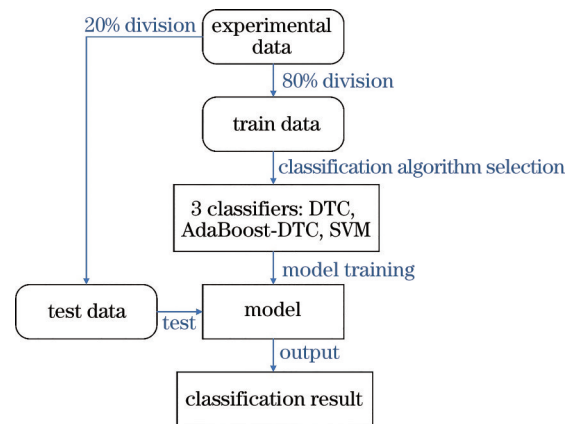 20% division
experimental
data
80% division
train data
classification algorithm selection
3 classifiers: DTC,
AdaBoost-DTC, SVM
model training
test data
test
model
output
classification result